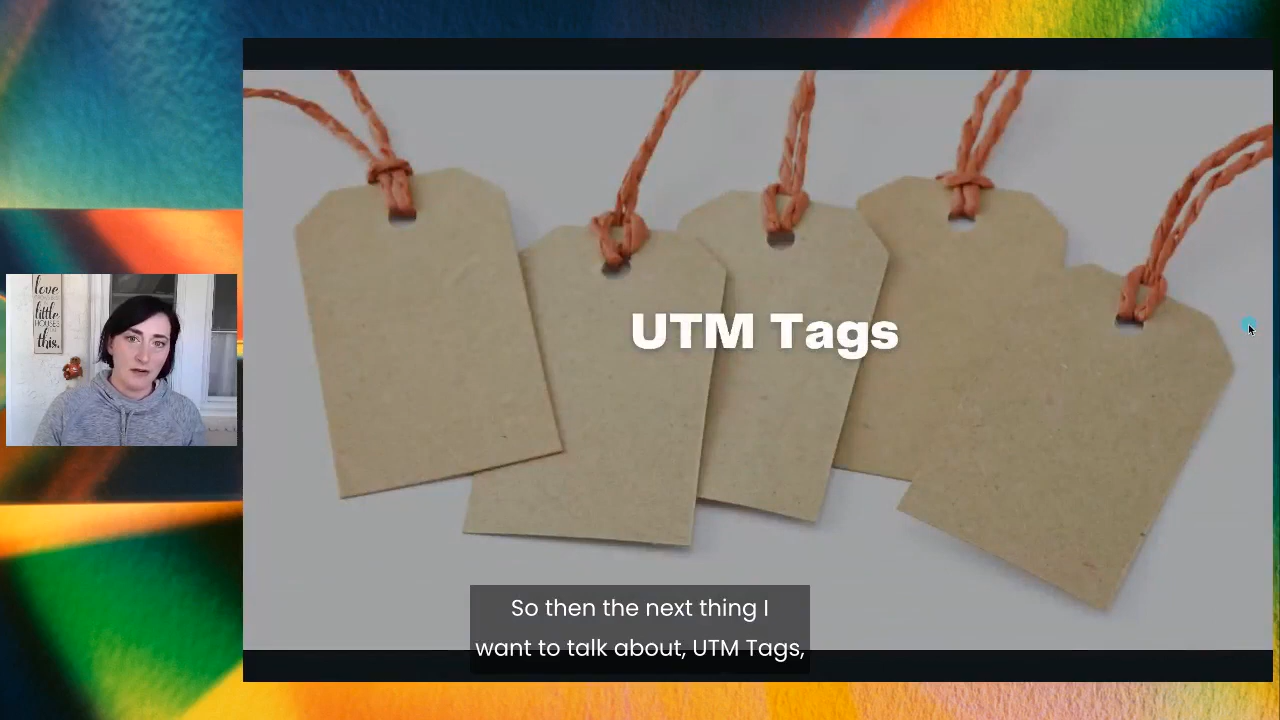 love
little
this.
UTM Tags
So then the next thing I
want to talk about, UTM Tags,